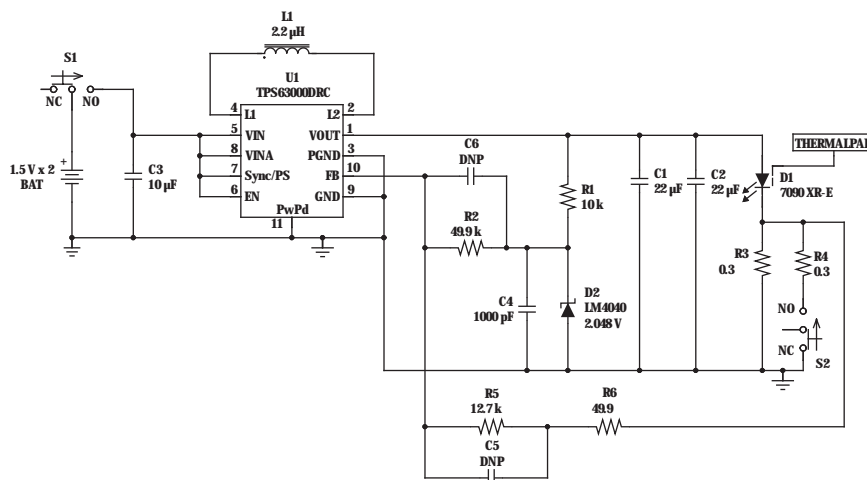 L1
2.2 µH
S1
NC
NO
U1
TPS63000DRC
4 L1 L2 2
5 VIN VOUT 1
8 VINA PGND 3
7 Sync/PS FB 10
6 EN GND 9
PwPd
11
1.5 V x 2
BAT
+
C3
10 µF
C6
DNP
R2
49.9 k
R1
10 k
C4
1000 pF
D2
LM4040
2.048 V
C1
22 µF
C2
22 µF
THERMALPAD
D1
7090 XR-E
R3
0.3
R4
0.3
NO
NC
S2
R5
12.7 k
C5
DNP
R6
49.9